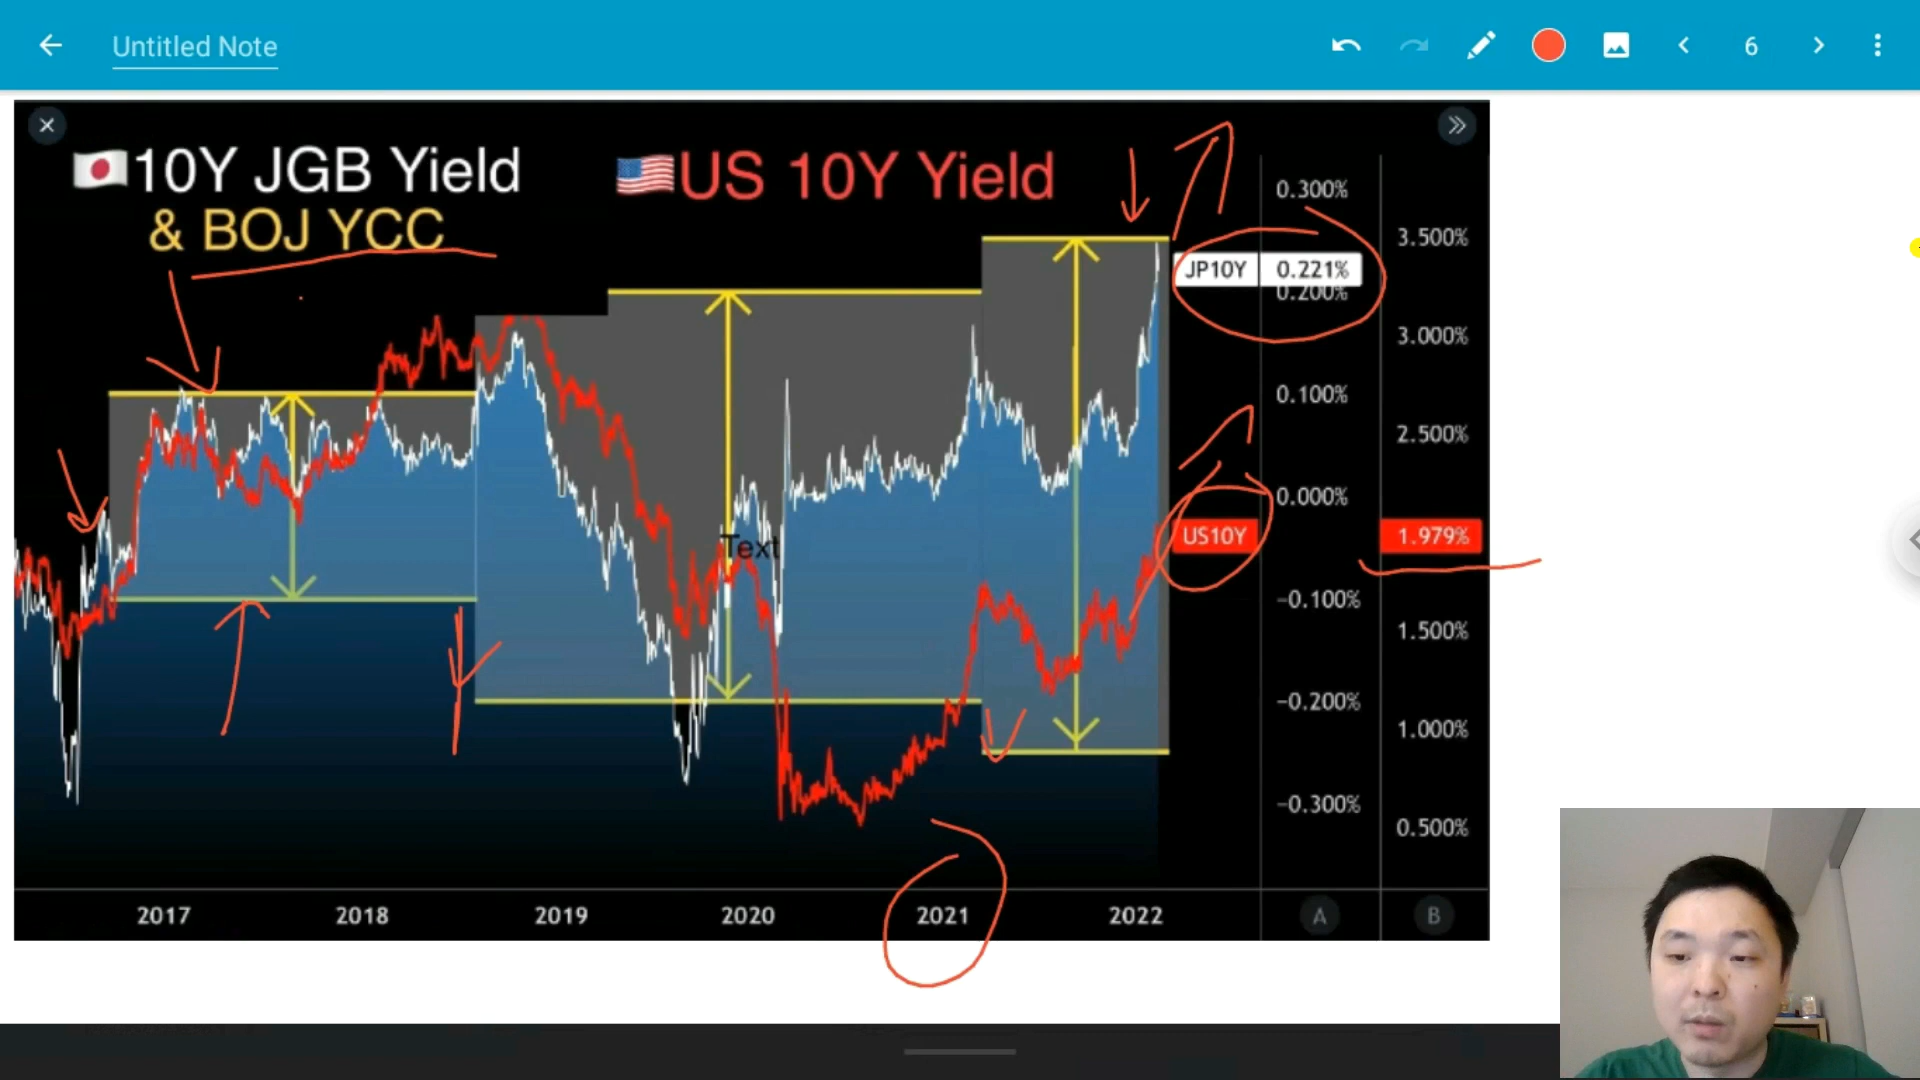 Untitled Note
6
🇯🇵10Y JGB Yield
& BOJ YCC
🇺🇸US 10Y Yield
0.300%
JP10Y 0.221%
0.200%
0.100%
0.000%
-0.100%
-0.200%
-0.300%
3.500%
3.000%
2.500%
US10Y 1.979%
1.500%
1.000%
0.500%
Text
2017 2018 2019 2020 2021 2022 A B